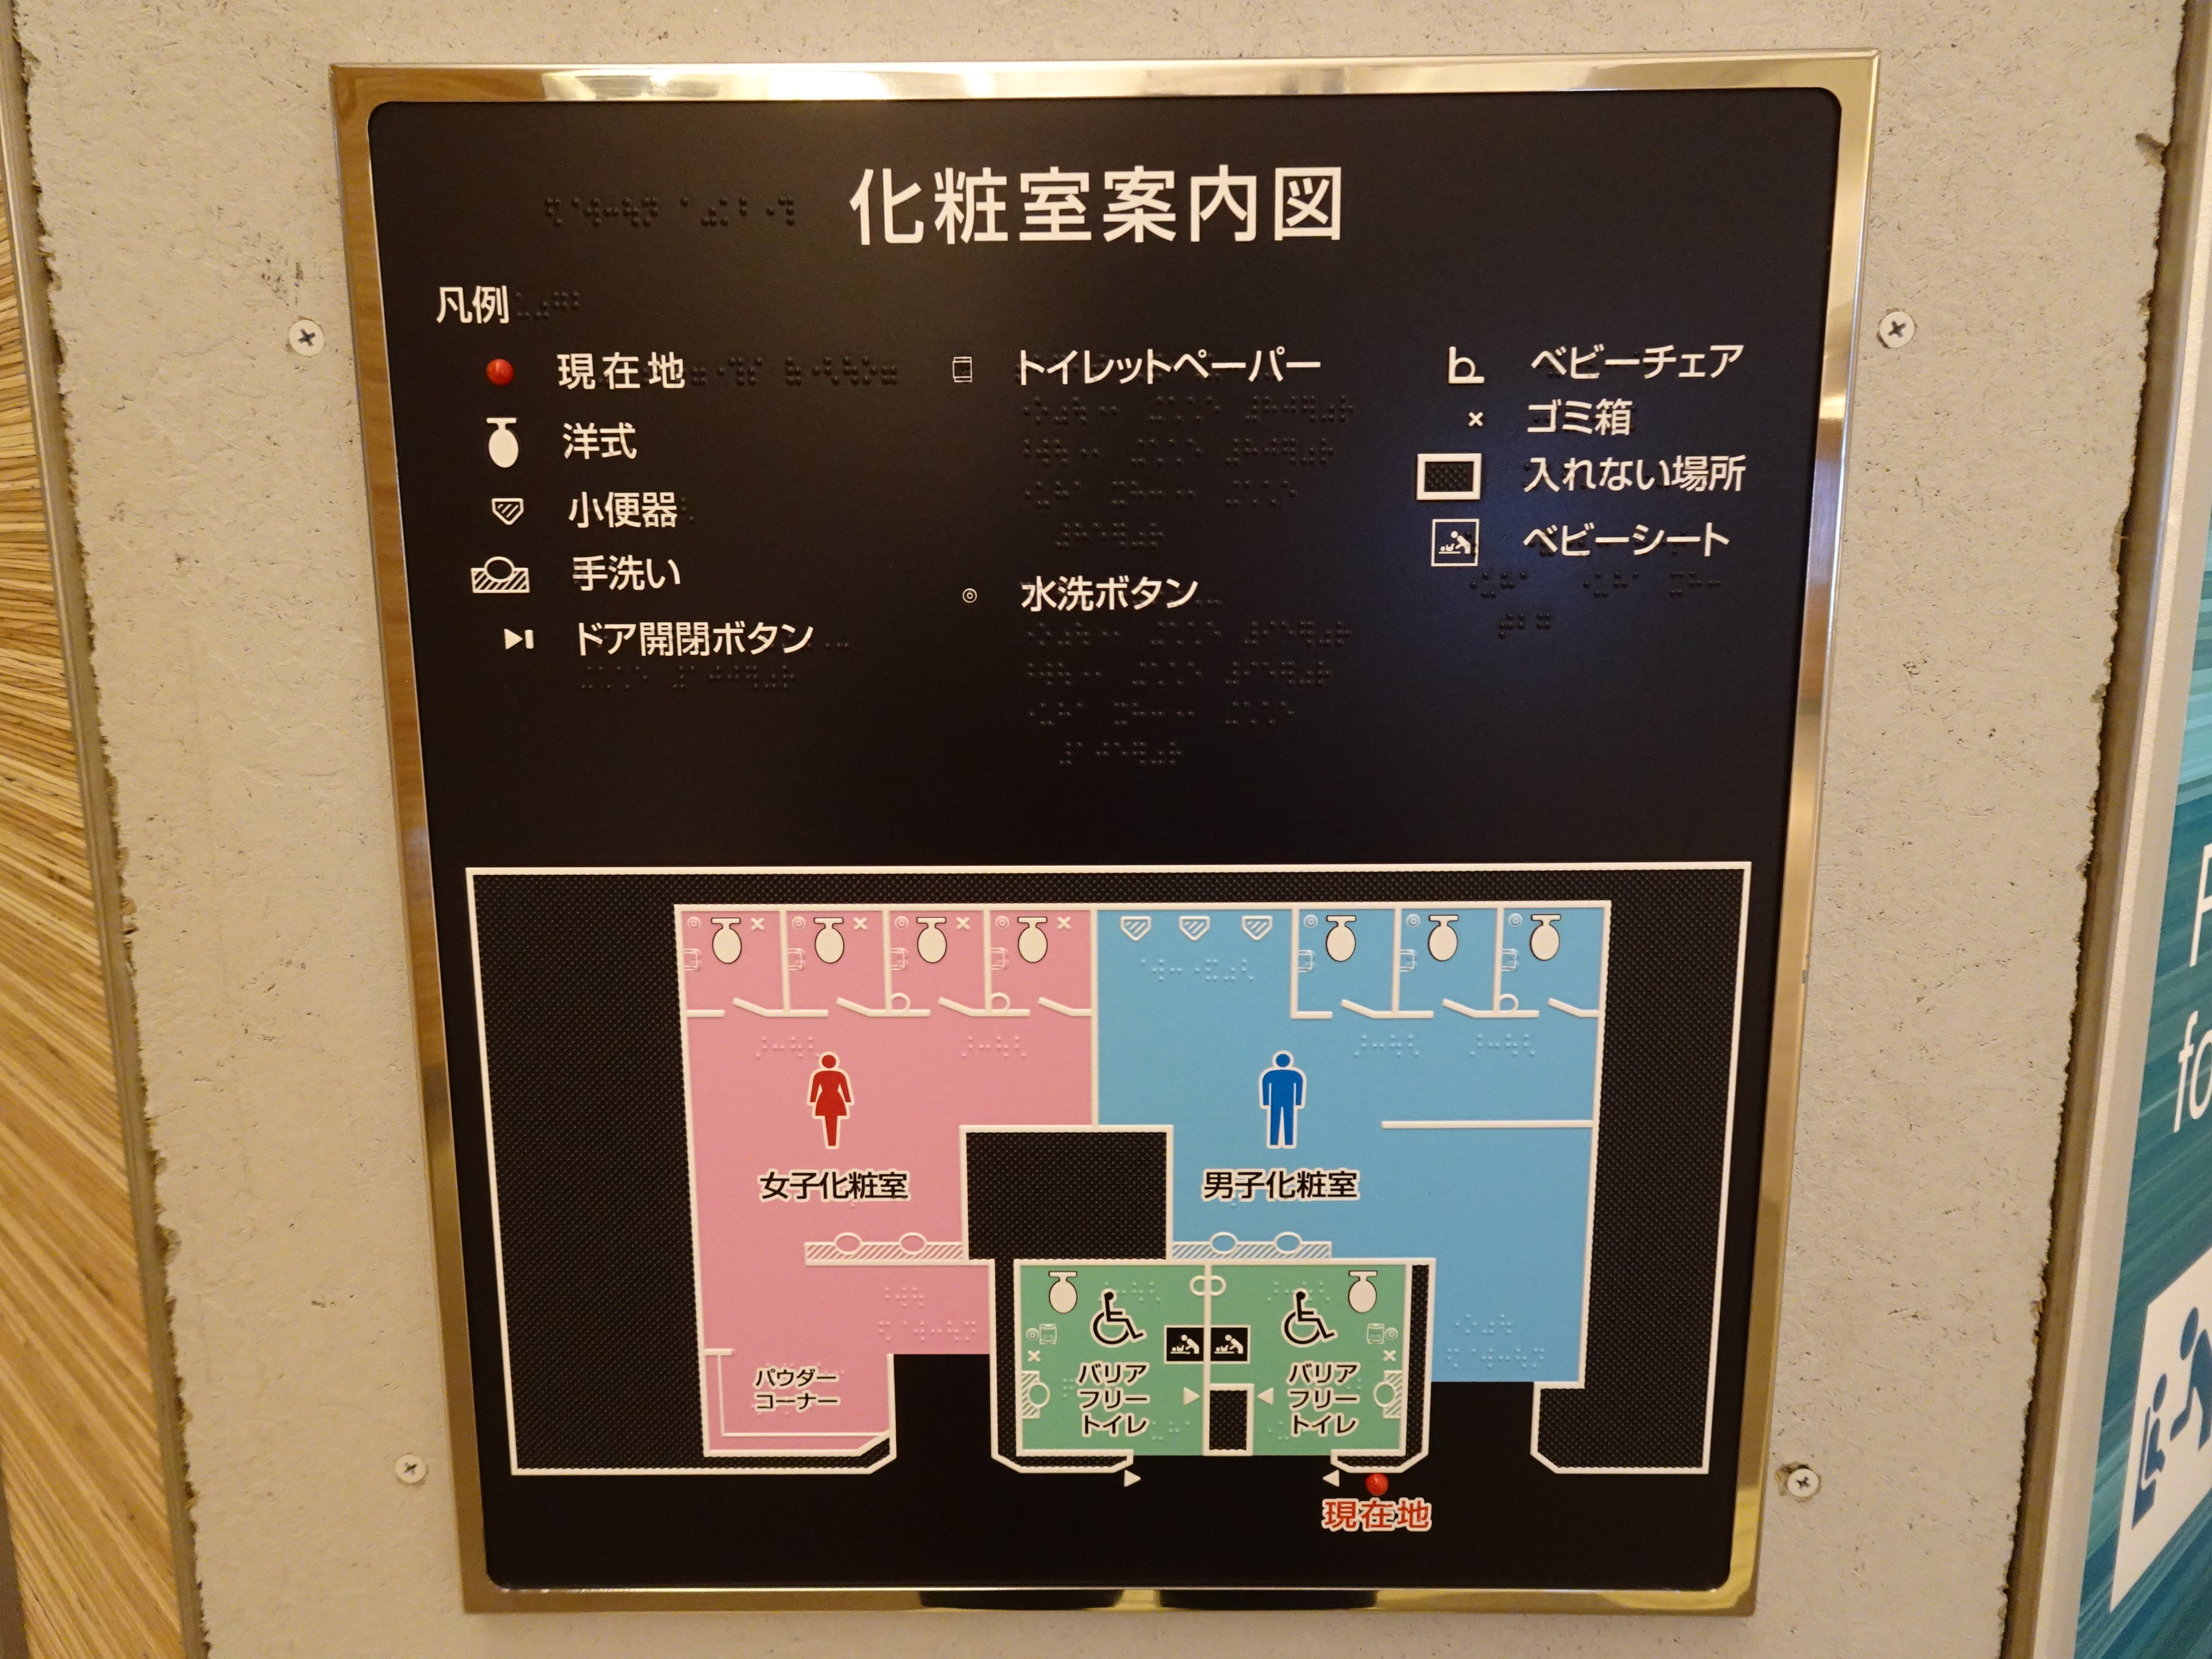 化粧室案内図
凡例
現在地
洋式
小便器
手洗い
ドア開閉ボタン
トイレットペーパー
水洗ボタン
ベビーチェア
ゴミ箱
入れない場所
ベビーシート
女子化粧室
男子化粧室
パウダー
コーナー
バリア
フリー
トイレ
バリア
フリー
トイレ
現在地